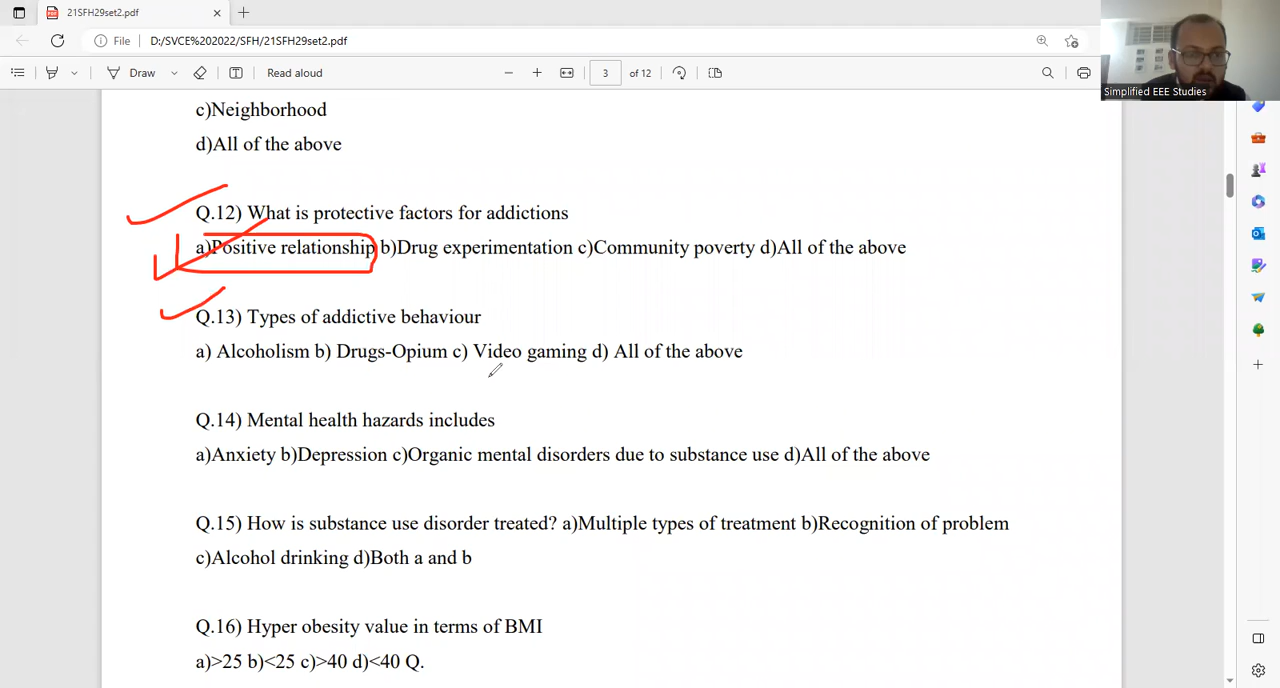 21SFH29set2.pdf
File D:/SVCE%202022/SFH/21SFH29set2.pdf
Draw Read aloud 3 of 12
Simplified EEE Studies
c)Neighborhood
d)All of the above
Q.12) What is protective factors for addictions
a)Positive relationship b)Drug experimentation c)Community poverty d)All of the above
Q.13) Types of addictive behaviour
a) Alcoholism b) Drugs-Opium c) Video gaming d) All of the above
Q.14) Mental health hazards includes
a)Anxiety b)Depression c)Organic mental disorders due to substance use d)All of the above
Q.15) How is substance use disorder treated? a)Multiple types of treatment b)Recognition of problem
c)Alcohol drinking d)Both a and b
Q.16) Hyper obesity value in terms of BMI
a)>25 b)<25 c)>40 d)<40 Q.